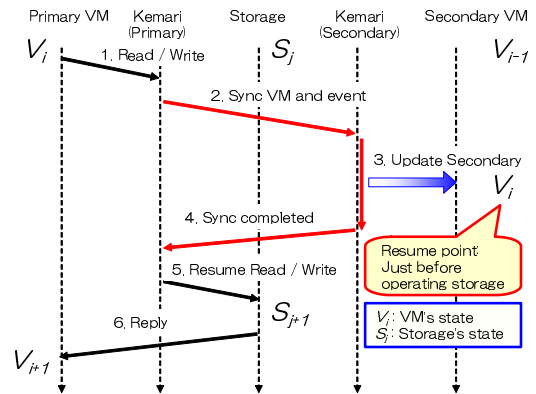 Primary VM Kemari Storage Kemari Secondary VM
(Primary) (Secondary)
Vi Sj Vi-1
1. Read / Write
2. Sync VM and event
3. Update Secondary
Vi
4. Sync completed
Resume point:
Just before
operating storage
5. Resume Read / Write
Sj+1
Vi : VM's state
Sj : Storage's state
6. Reply
Vi+1